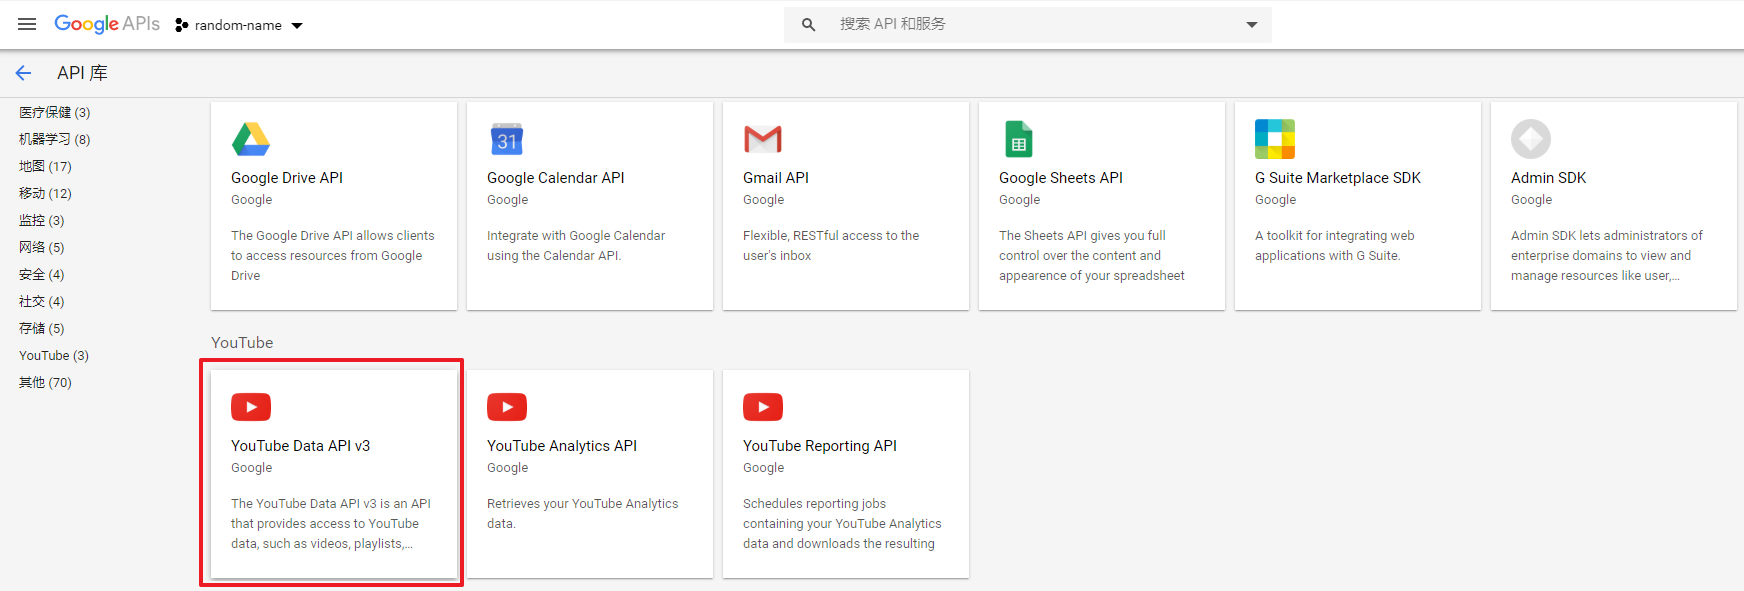 Google APIs
random-name
搜索 API 和服务
API 库
医疗保健 (3)
机器学习 (8)
地图 (17)
移动 (12)
监控 (3)
网络 (5)
安全 (4)
社交 (4)
存储 (5)
YouTube (3)
其他 (70)
Google Drive API
Google
The Google Drive API allows clients
to access resources from Google
Drive
31
Google Calendar API
Google
Integrate with Google Calendar
using the Calendar API.
Gmail API
Google
Flexible, RESTful access to the
user's inbox
Google Sheets API
Google
The Sheets API gives you full
control over the content and
appearence of your spreadsheet
G Suite Marketplace SDK
Google
A toolkit for integrating web
applications with G Suite.
Admin SDK
Google
Admin SDK lets administrators of
enterprise domains to view and
manage resources like user,...
YouTube
YouTube Data API v3
Google
The YouTube Data API v3 is an API
that provides access to YouTube
data, such as videos, playlists,...
YouTube Analytics API
Google
Retrieves your YouTube Analytics
data.
YouTube Reporting API
Google
Schedules reporting jobs
containing your YouTube Analytics
data and downloads the resulting